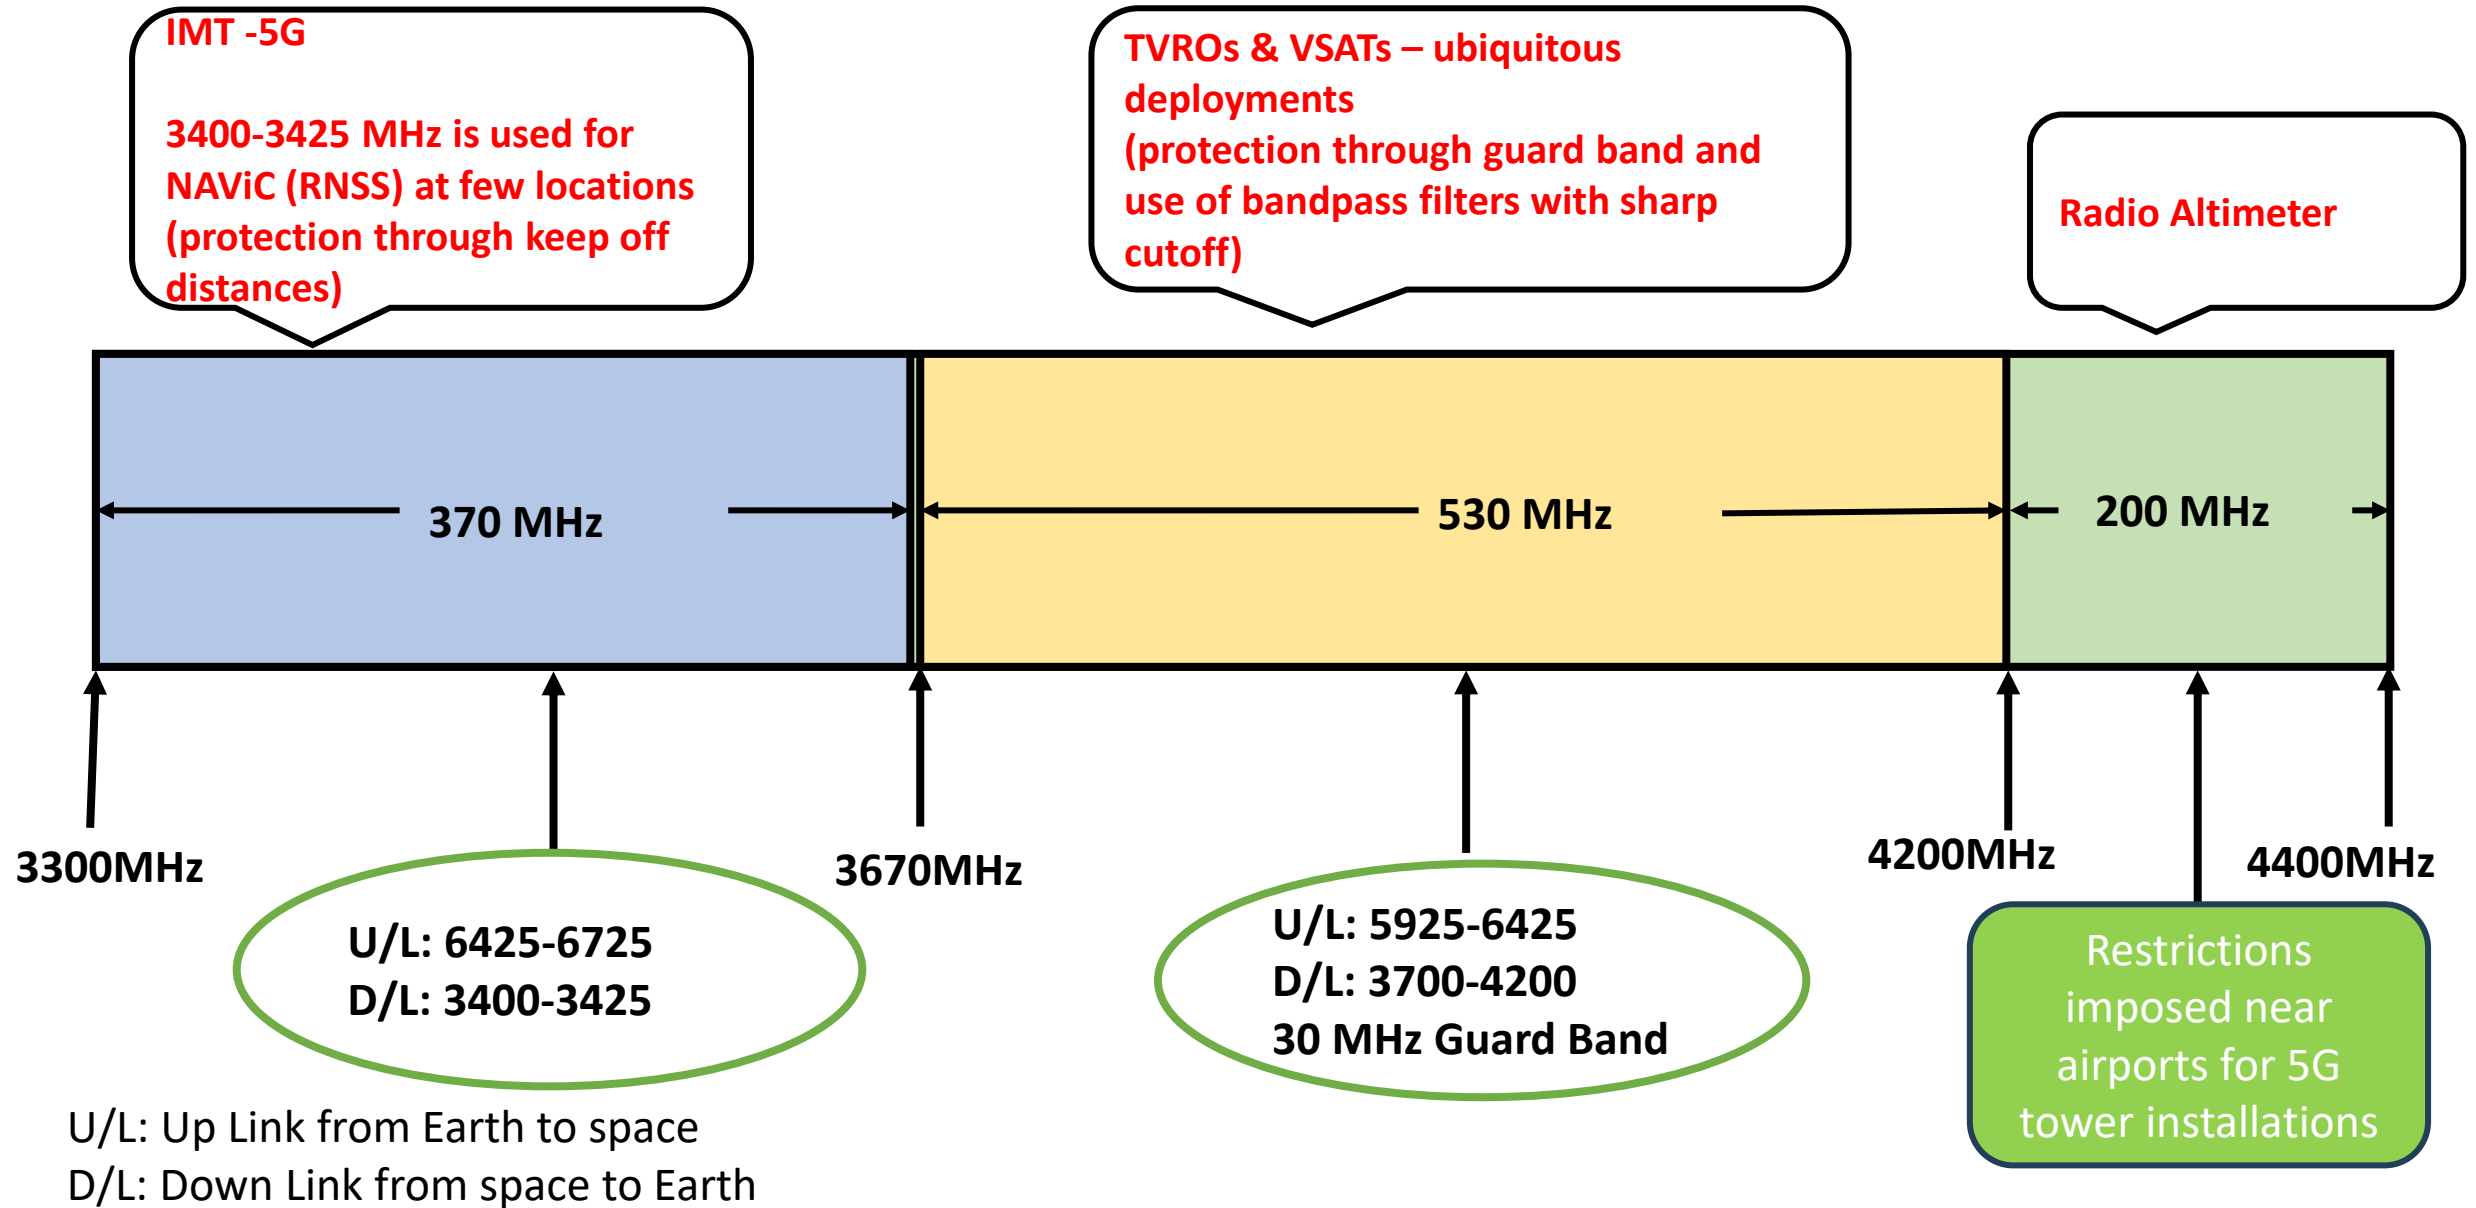 IMT -5G
3400-3425 MHz is used for
NAViC (RNSS) at few locations
(protection through keep off
distances)
TVROs & VSATs – ubiquitous
deployments
(protection through guard band and
use of bandpass filters with sharp
cutoff)
Radio Altimeter
370 MHz
530 MHz
200 MHz
3300MHz
3670MHz
4200MHz
4400MHz
U/L: 6425-6725
D/L: 3400-3425
U/L: 5925-6425
D/L: 3700-4200
30 MHz Guard Band
Restrictions
imposed near
airports for 5G
tower installations
U/L: Up Link from Earth to space
D/L: Down Link from space to Earth